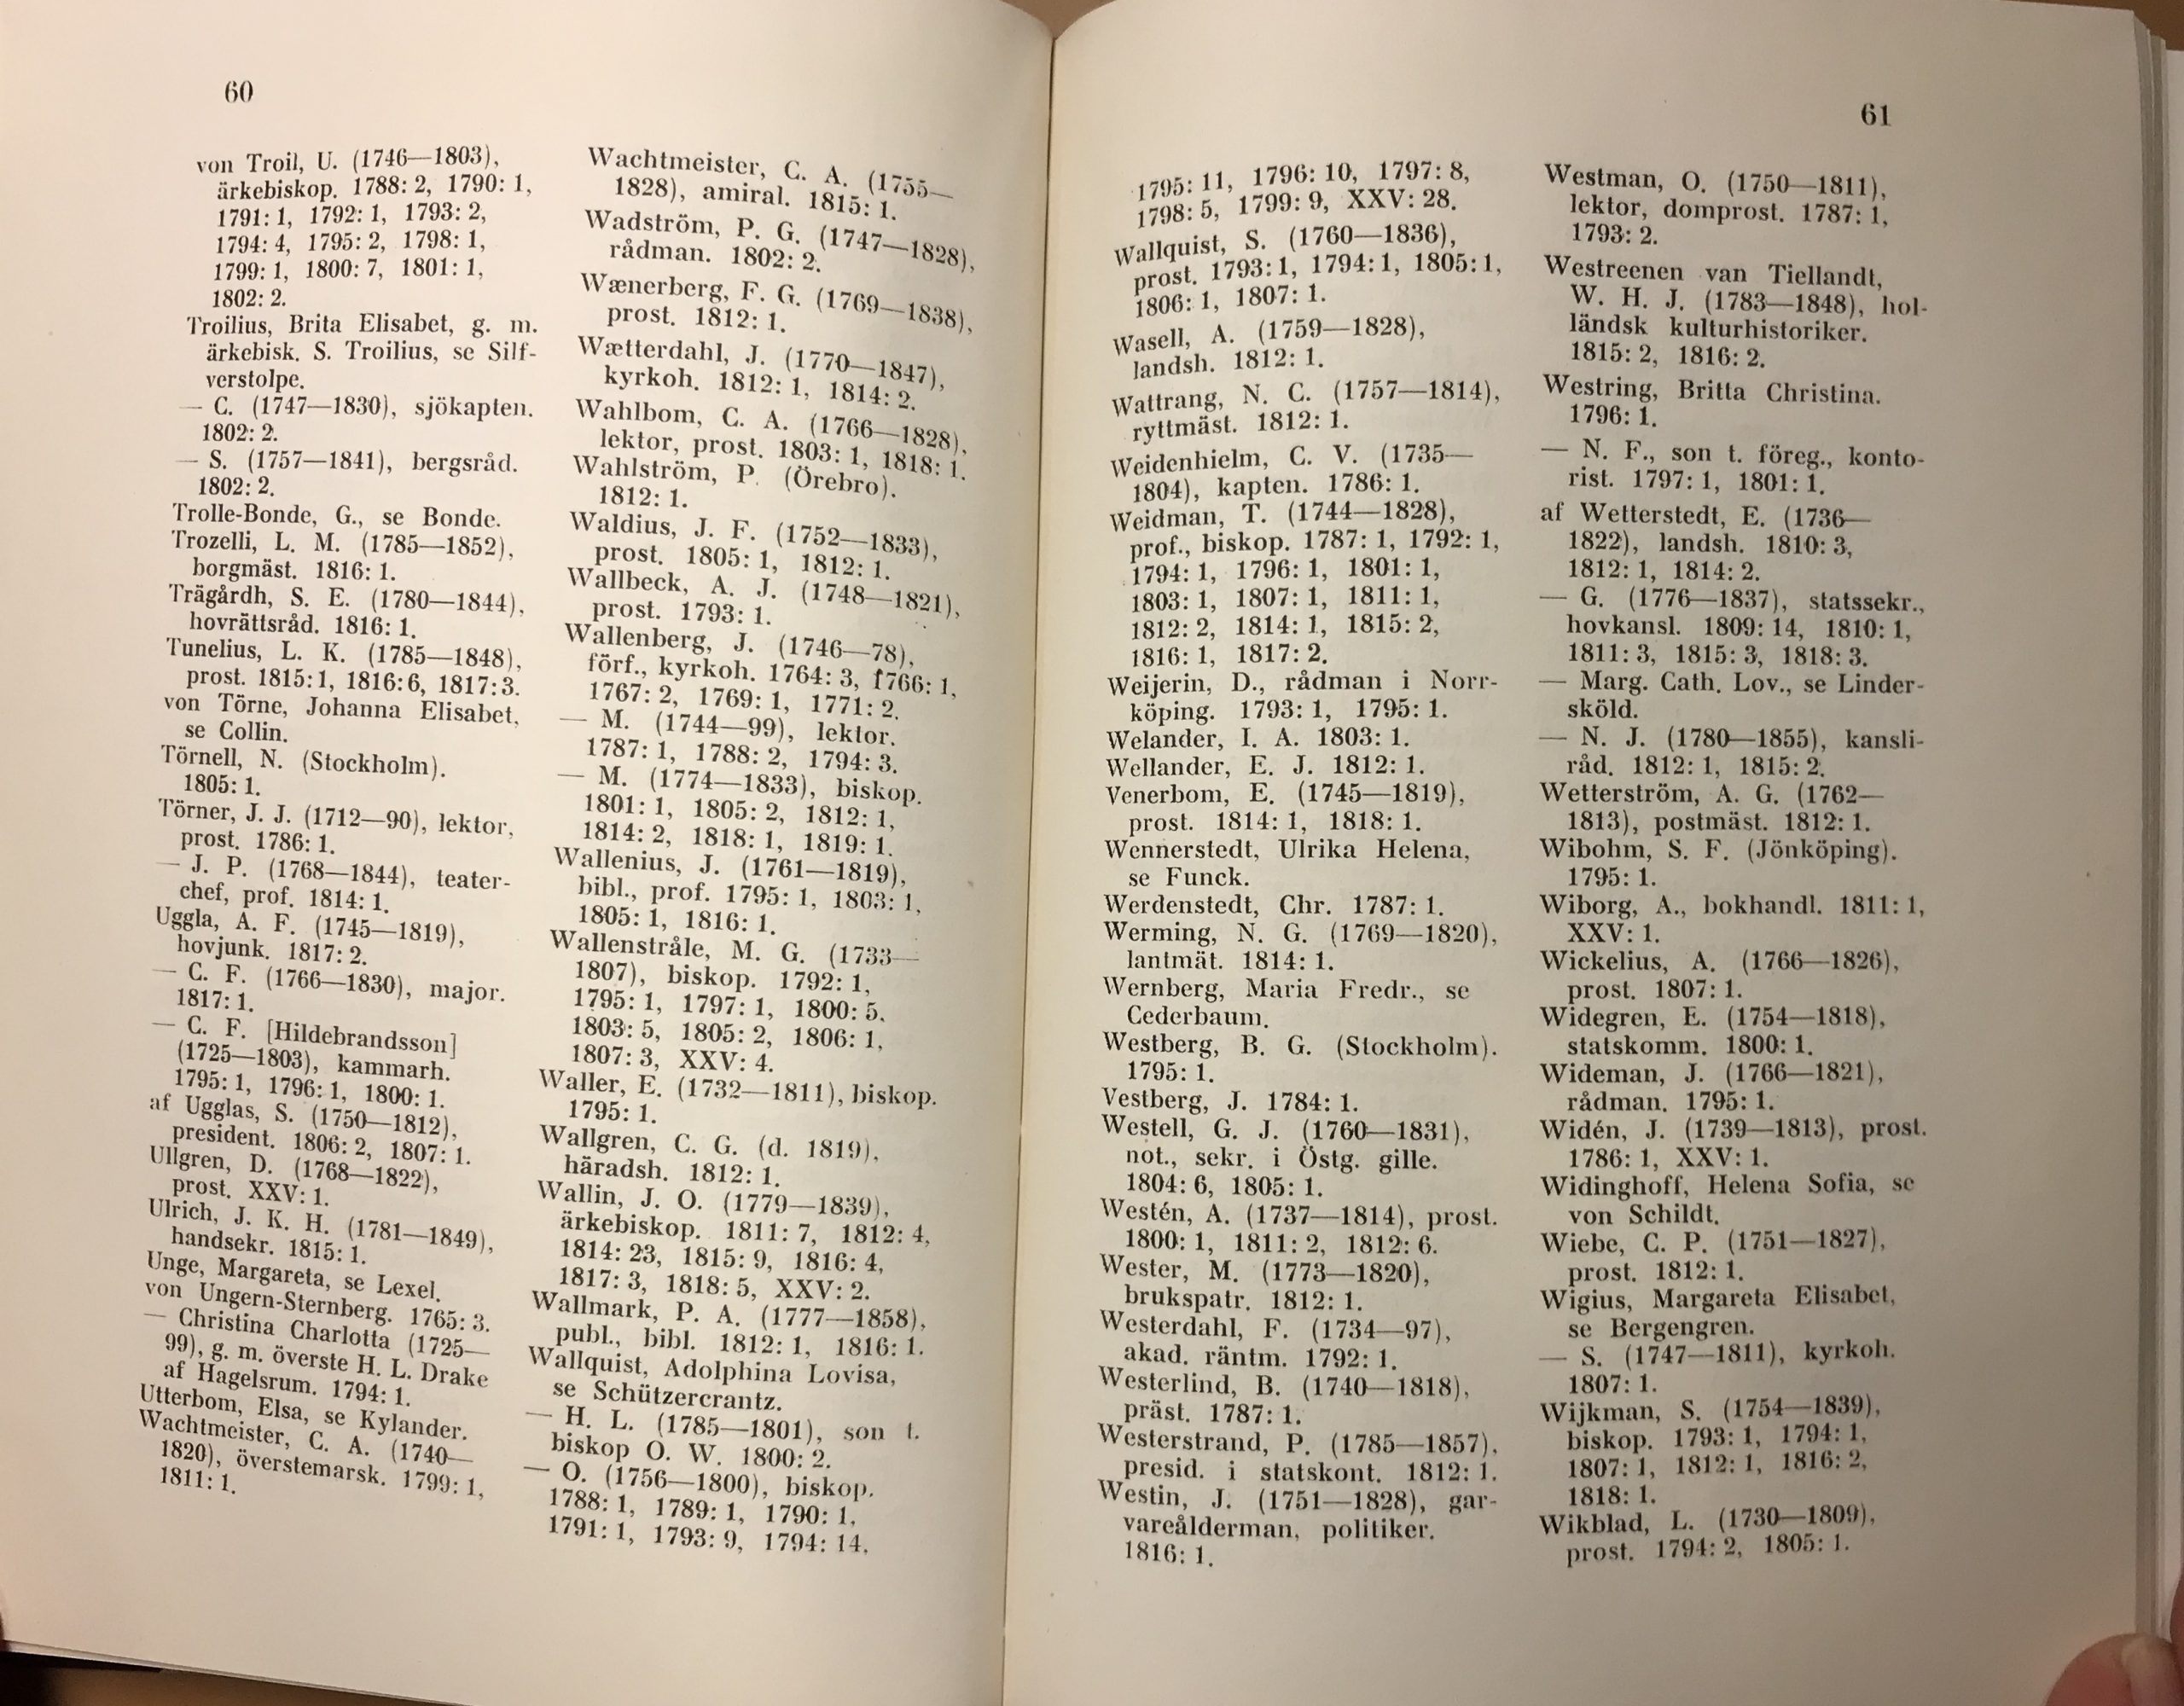 60
von Troil, U. (1746—1803),
ärkebiskop. 1788: 2, 1790: 1,
1791: 1, 1792: 1, 1793: 2,
1794: 4, 1795: 2, 1798: 1,
1799: 1, 1800: 7, 1801: 1,
1802: 2.
Troilius, Brita Elisabet, g. m.
ärkebisk. S. Troilius, se Silf-
verstolpe.
— C. (1747—1830), sjökapten.
1802: 2.
— S. (1757—1841), bergsråd.
1802: 2.
Trolle-Bonde, G., se Bonde.
Trozelli, L. M. (1785—1852),
borgmäst. 1816: 1.
Trägårdh, S. E. (1780—1844),
hovrättsråd. 1816: 1.
Tunelius, L. K. (1785—1848),
prost. 1815: 1, 1816: 6, 1817: 3.
von Törne, Johanna Elisabet,
se Collin.
Törnell, N. (Stockholm).
1805: 1.
Törner, J. J. (1712—90), lektor,
prost. 1786: 1.
— J. P. (1768—1844), teater-
chef, prof. 1814: 1.
Uggla, A. F. (1745—1819),
hovjunk. 1817: 2.
— C. F. (1766—1830), major.
1817: 1.
— C. F. [Hildebrandsson]
(1725—1803), kammarh.
1795: 1, 1796: 1, 1800: 1.
af Ugglas, S. (1750—1812),
president. 1806: 2, 1807: 1.
Ullgren, D. (1768—1822),
prost. XXV: 1.
Ulrich, J. K. H. (1781—1849),
handsekr. 1815: 1.
Unge, Margareta, se Lexel.
von Ungern-Sternberg. 1765: 3.
— Christina Charlotta (1725—
99), g. m. överste H. L. Drake
af Hagelsrum. 1794: 1.
Utterbom, Elsa, se Kylander.
Wachtmeister, C. A. (1740—
1820), överstemarsk. 1799: 1,
1811: 1.
Wachtmeister, C. A. (1755—
1828), amiral. 1815: 1.
Wadström, P. G. (1747—1828),
rådman. 1802: 2.
Wænerberg, F. G. (1769—1838),
prost. 1812: 1.
Wætterdahl, J. (1770—1847),
kyrkoh. 1812: 1, 1814: 2.
Wahlbom, C. A. (1766—1828),
lektor, prost. 1803: 1, 1818: 1.
Wahlström, P. (Örebro).
1812: 1.
Waldius, J. F. (1752—1833),
prost. 1805: 1, 1812: 1.
Wallbeck, A. J. (1748—1821),
prost. 1793: 1.
Wallenberg, J. (1746—78),
förf., kyrkoh. 1764: 3, 1766: 1,
1767: 2, 1769: 1, 1771: 2.
— M. (1744—99), lektor.
1787: 1, 1788: 2, 1794: 3.
— M. (1774—1833), biskop.
1801: 1, 1805: 2, 1812: 1,
1814: 2, 1818: 1, 1819: 1.
Wallenius, J. (1761—1819),
bibl., prof. 1795: 1, 1803: 1,
1805: 1, 1816: 1.
Wallenstråle, M. G. (1733—
1807), biskop. 1792: 1,
1795: 1, 1797: 1, 1800: 5,
1803: 5, 1805: 2, 1806: 1,
1807: 3, XXV: 4.
Waller, E. (1732—1811), biskop.
1795: 1.
Wallgren, C. G. (d. 1819),
häradsh. 1812: 1.
Wallin, J. O. (1779—1839),
ärkebiskop. 1811: 7, 1812: 4,
1814: 23, 1815: 9, 1816: 4,
1817: 3, 1818: 5, XXV: 2.
Wallmark, P. A. (1777—1858),
publ., bibl. 1812: 1, 1816: 1.
Wallquist, Adolphina Lovisa,
se Schützercrantz.
— H. L. (1785—1801), son t.
biskop O. W. 1800: 2.
— O. (1756—1800), biskop.
1788: 1, 1789: 1, 1790: 1,
1791: 1, 1793: 9, 1794: 14,
61
1795: 11, 1796: 10, 1797: 8,
1798: 5, 1799: 9, XXV: 28.
Wallquist, S. (1760—1836),
prost. 1793: 1, 1794: 1, 1805: 1,
1806: 1, 1807: 1.
Wasell, A. (1759—1828),
landsh. 1812: 1.
Wattrang, N. C. (1757—1814),
ryttmäst. 1812: 1.
Weidenhielm, C. V. (1735—
1804), kapten. 1786: 1.
Weidman, T. (1744—1828),
prof., biskop. 1787: 1, 1792: 1,
1794: 1, 1796: 1, 1801: 1,
1803: 1, 1807: 1, 1811: 1,
1812: 2, 1814: 1, 1815: 2,
1816: 1, 1817: 2.
Weijerin, D., rådman i Norr-
köping. 1793: 1, 1795: 1.
Welander, I. A. 1803: 1.
Wellander, E. J. 1812: 1.
Venerbom, E. (1745—1819),
prost. 1814: 1, 1818: 1.
Wennerstedt, Ulrika Helena,
se Funck.
Werdenstedt, Chr. 1787: 1.
Werming, N. G. (1769—1820),
lantmät. 1814: 1.
Wernberg, Maria Fredr., se
Cederbaum.
Westberg, B. G. (Stockholm).
1795: 1.
Vestberg, J. 1784: 1.
Westell, G. J. (1760—1831),
not., sekr. i Östg. gille.
1804: 6, 1805: 1.
Westén, A. (1737—1814), prost.
1800: 1, 1811: 2, 1812: 6.
Wester, M. (1773—1820),
brukspatr. 1812: 1.
Westerdahl, F. (1734—97),
akad. räntm. 1792: 1.
Westerlind, B. (1740—1818),
präst. 1787: 1.
Westerstrand, P. (1785—1857),
presid. i statskont. 1812: 1.
Westin, J. (1751—1828), gar-
vareålderman, politiker.
1816: 1.
Westman, O. (1750—1811),
lektor, domprost. 1787: 1,
1793: 2.
Westreenen van Tiellandt,
W. H. J. (1783—1848), hol-
ländsk kulturhistoriker.
1815: 2, 1816: 2.
Westring, Britta Christina.
1796: 1.
— N. F., son t. föreg., konto-
rist. 1797: 1, 1801: 1.
af Wetterstedt, E. (1736—
1822), landsh. 1810: 3,
1812: 1, 1814: 2.
— G. (1776—1837), statssekr.,
hovkansl. 1809: 14, 1810: 1,
1811: 3, 1815: 3, 1818: 3.
— Marg. Cath. Lov., se Linder-
sköld.
— N. J. (1780—1855), kansli-
råd. 1812: 1, 1815: 2.
Wetterström, A. G. (1762—
1813), postmäst. 1812: 1.
Wibohm, S. F. (Jönköping).
1795: 1.
Wiborg, A., bokhandl. 1811: 1,
XXV: 1.
Wickelius, A. (1766—1826),
prost. 1807: 1.
Widegren, E. (1754—1818),
statskomm. 1800: 1.
Wideman, J. (1766—1821),
rådman. 1795: 1.
Widén, J. (1739—1813), prost.
1786: 1, XXV: 1.
Widinghoff, Helena Sofia, se
von Schildt.
Wiebe, C. P. (1751—1827),
prost. 1812: 1.
Wigius, Margareta Elisabet,
se Bergengren.
— S. (1747—1811), kyrkoh.
1807: 1.
Wijkman, S. (1754—1839),
biskop. 1793: 1, 1794: 1,
1807: 1, 1812: 1, 1816: 2,
1818: 1.
Wikblad, L. (1730—1809),
prost. 1794: 2, 1805: 1.